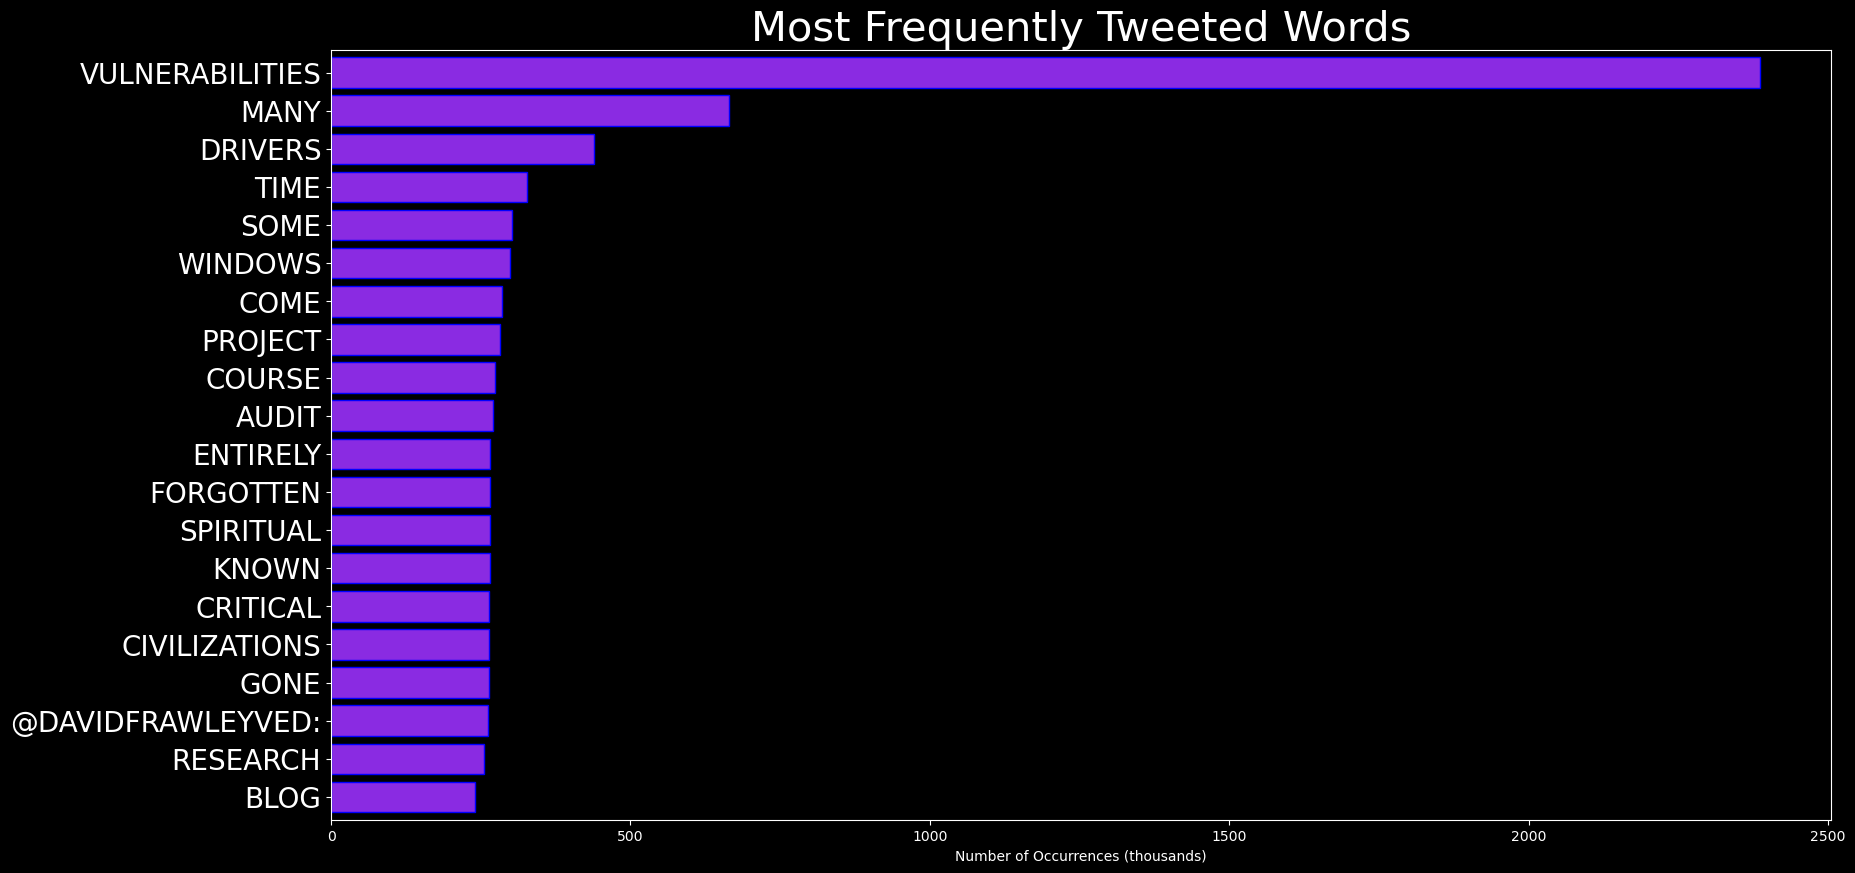 Most Frequently Tweeted Words
VULNERABILITIES
MANY
DRIVERS
TIME
SOME
WINDOWS
COME
PROJECT
COURSE
AUDIT
ENTIRELY
FORGOTTEN
SPIRITUAL
KNOWN
CRITICAL
CIVILIZATIONS
GONE
@DAVIDFRAWLEYVED:
RESEARCH
BLOG
0 500 1000 1500 2000 2500
Number of Occurrences (thousands)